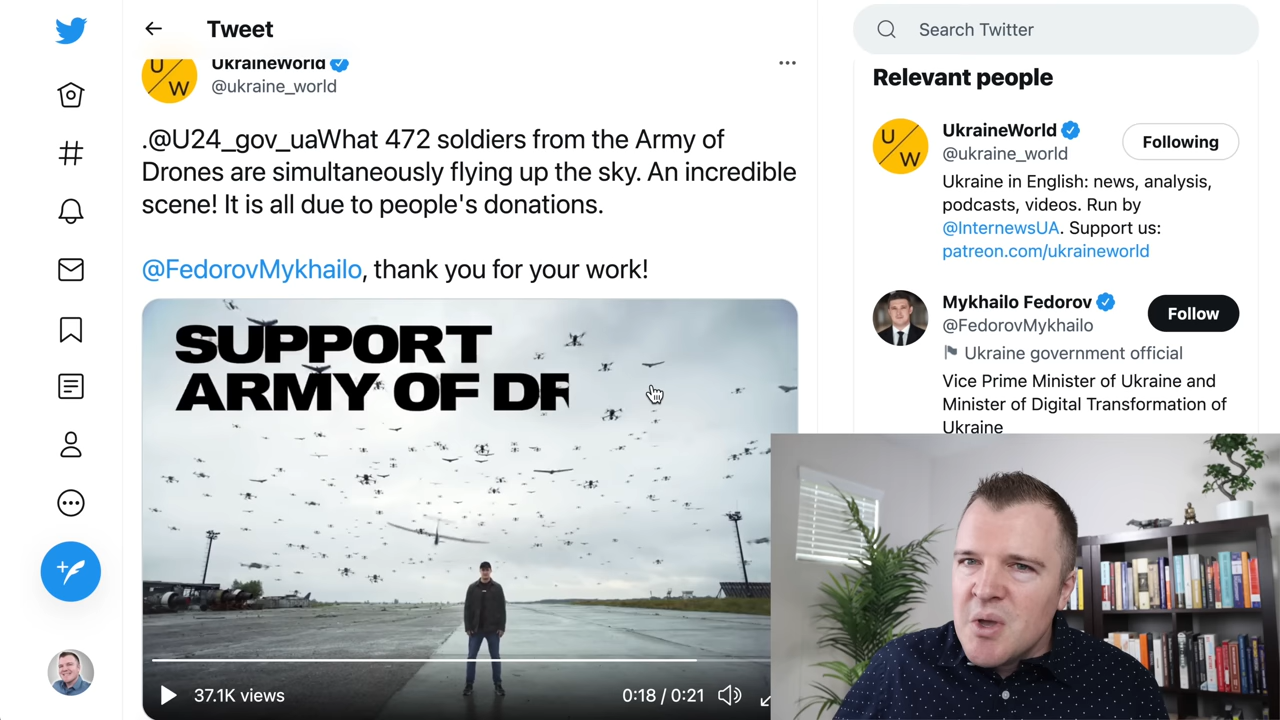 Tweet
Search Twitter
UkraineWorld
@ukraine_world
.@U24_gov_uaWhat 472 soldiers from the Army of
Drones are simultaneously flying up the sky. An incredible
scene! It is all due to people's donations.
@FedorovMykhailo, thank you for your work!
SUPPORT
ARMY OF DR
37.1K views
0:18 / 0:21
Relevant people
U
W
UkraineWorld
@ukraine_world
Following
Ukraine in English: news, analysis,
podcasts, videos. Run by
@InternewsUA. Support us:
patreon.com/ukraineworld
Mykhailo Fedorov
@FedorovMykhailo
Follow
Ukraine government official
Vice Prime Minister of Ukraine and
Minister of Digital Transformation of
Ukraine
U
W